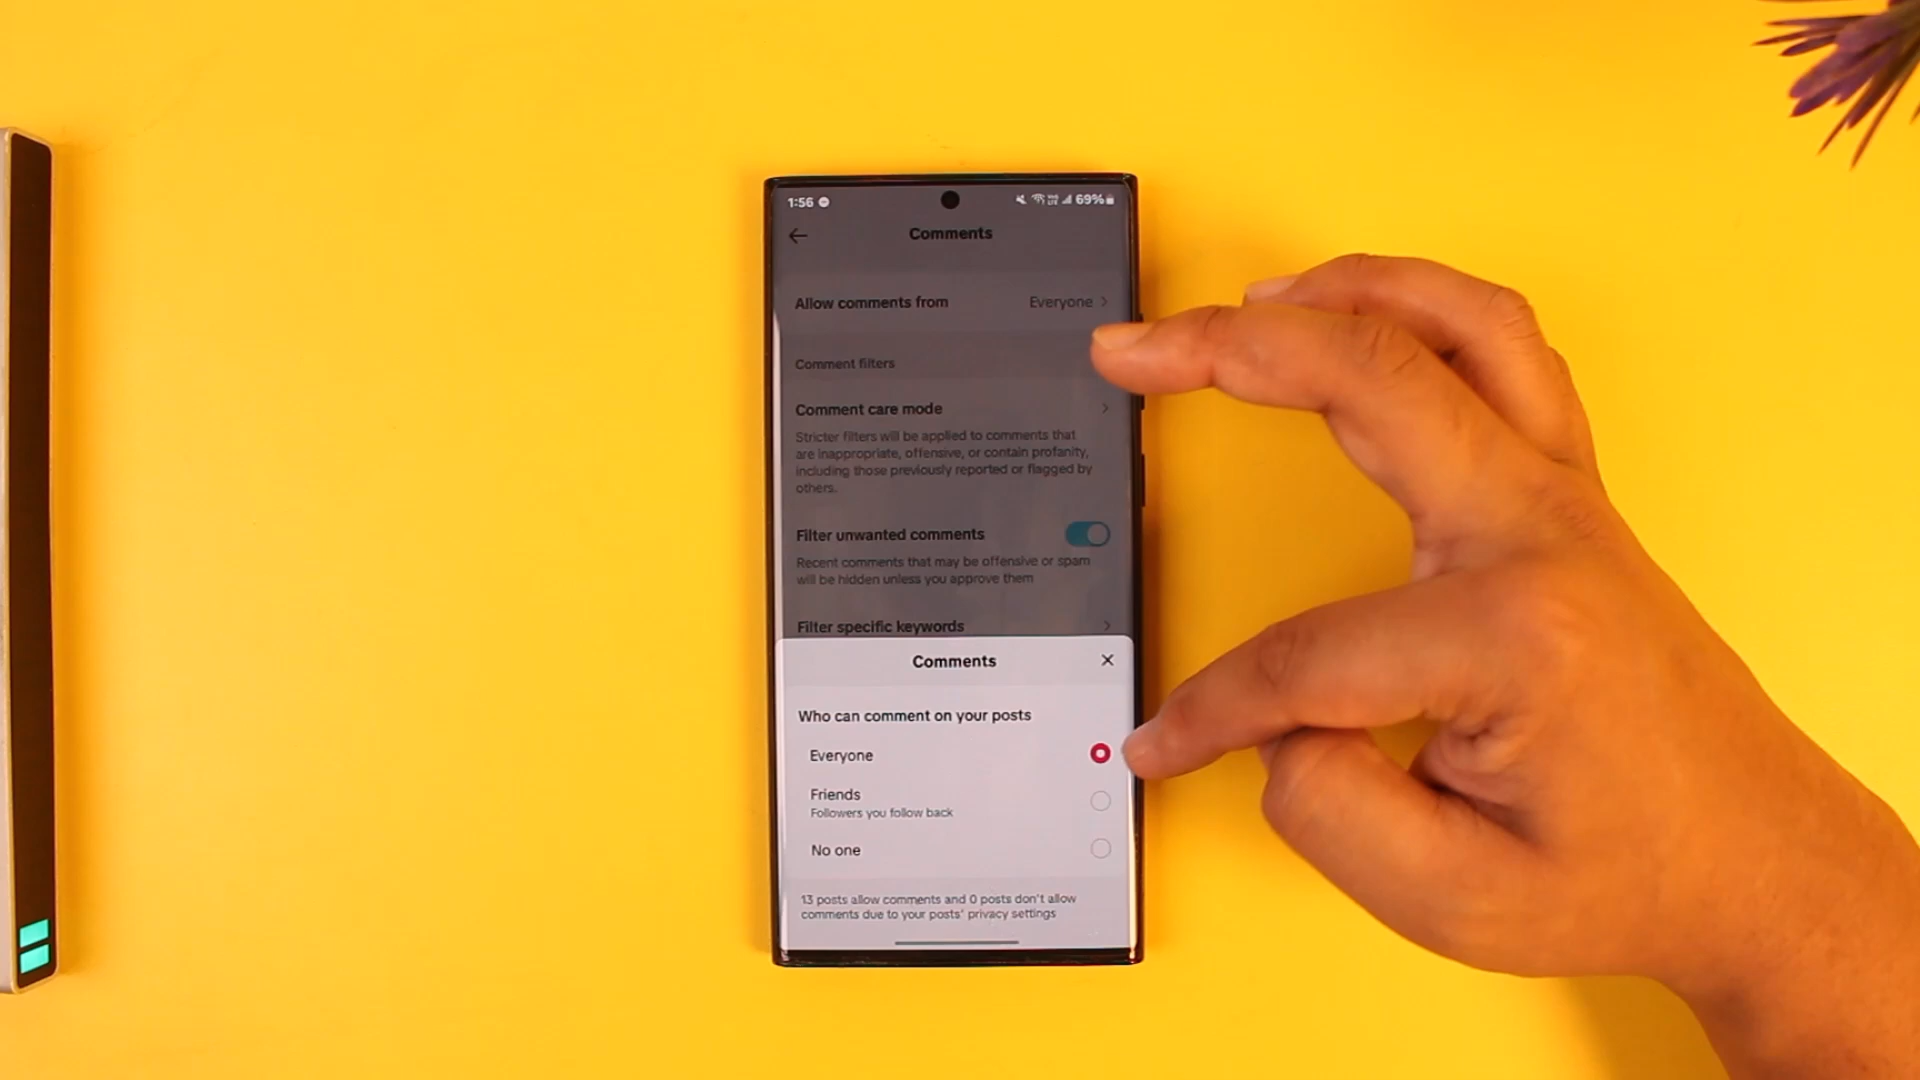 1:56
69%
Comments
Allow comments from Everyone
Comment filters
Comment care mode
Stricter filters will be applied to comments that
are inappropriate, offensive, or contain profanity,
including those previously reported or flagged by
others.
Filter unwanted comments
Recent comments that may be offensive or spam
will be hidden unless you approve them
Filter specific keywords
Comments
Who can comment on your posts
Everyone
Friends
Followers you follow back
No one
13 posts allow comments and 0 posts don't allow
comments due to your posts' privacy settings